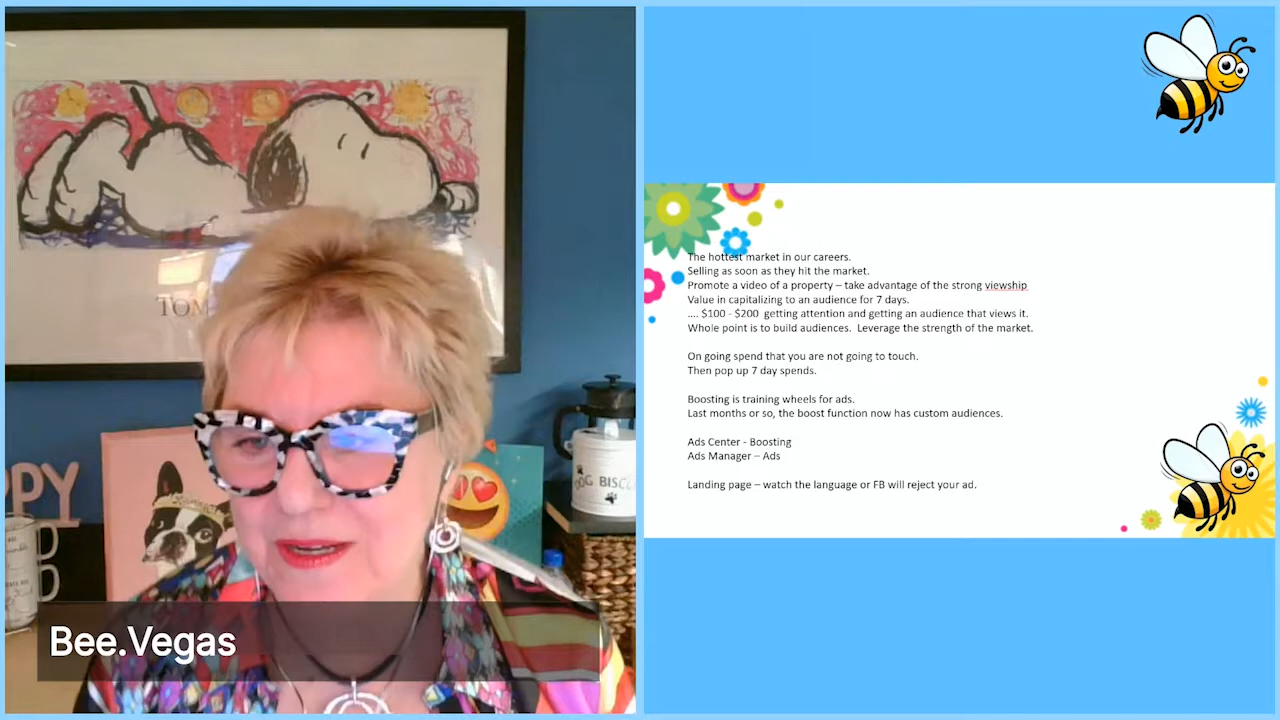 TOM
PPY
DOG BISCU
Bee.Vegas
The hottest market in our careers.
Selling as soon as they hit the market.
Promote a video of a property – take advantage of the strong viewship
Value in capitalizing to an audience for 7 days.
.... $100 - $200 getting attention and getting an audience that views it.
Whole point is to build audiences. Leverage the strength of the market.
On going spend that you are not going to touch.
Then pop up 7 day spends.
Boosting is training wheels for ads.
Last months or so, the boost function now has custom audiences.
Ads Center - Boosting
Ads Manager – Ads
Landing page – watch the language or FB will reject your ad.